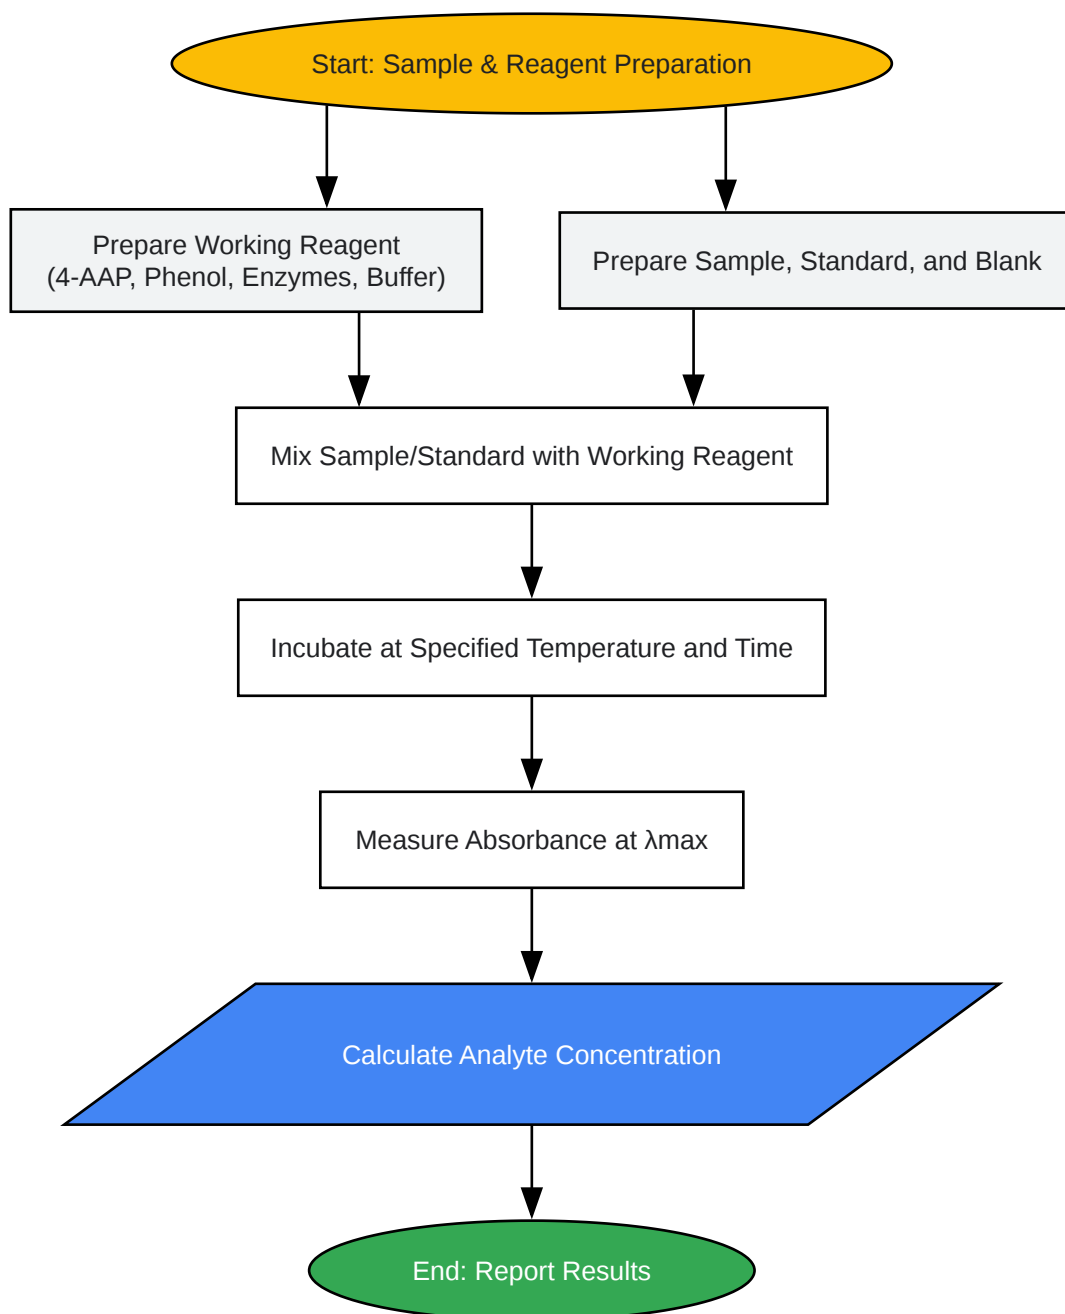 Start: Sample & Reagent Preparation
Prepare Working Reagent
(4-AAP, Phenol, Enzymes, Buffer)
Prepare Sample, Standard, and Blank
Mix Sample/Standard with Working Reagent
Incubate at Specified Temperature and Time
Measure Absorbance at λmax
Calculate Analyte Concentration
End: Report Results